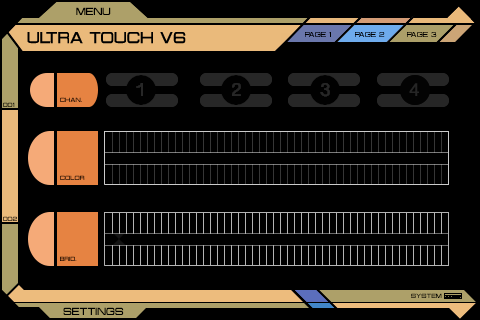 MENU
ULTRA TOUCH V6
PAGE 1
PAGE 2
PAGE 3
001
CHAN.
1
2
3
4
COLOR
002
BRIG.
SYSTEM
SETTINGS